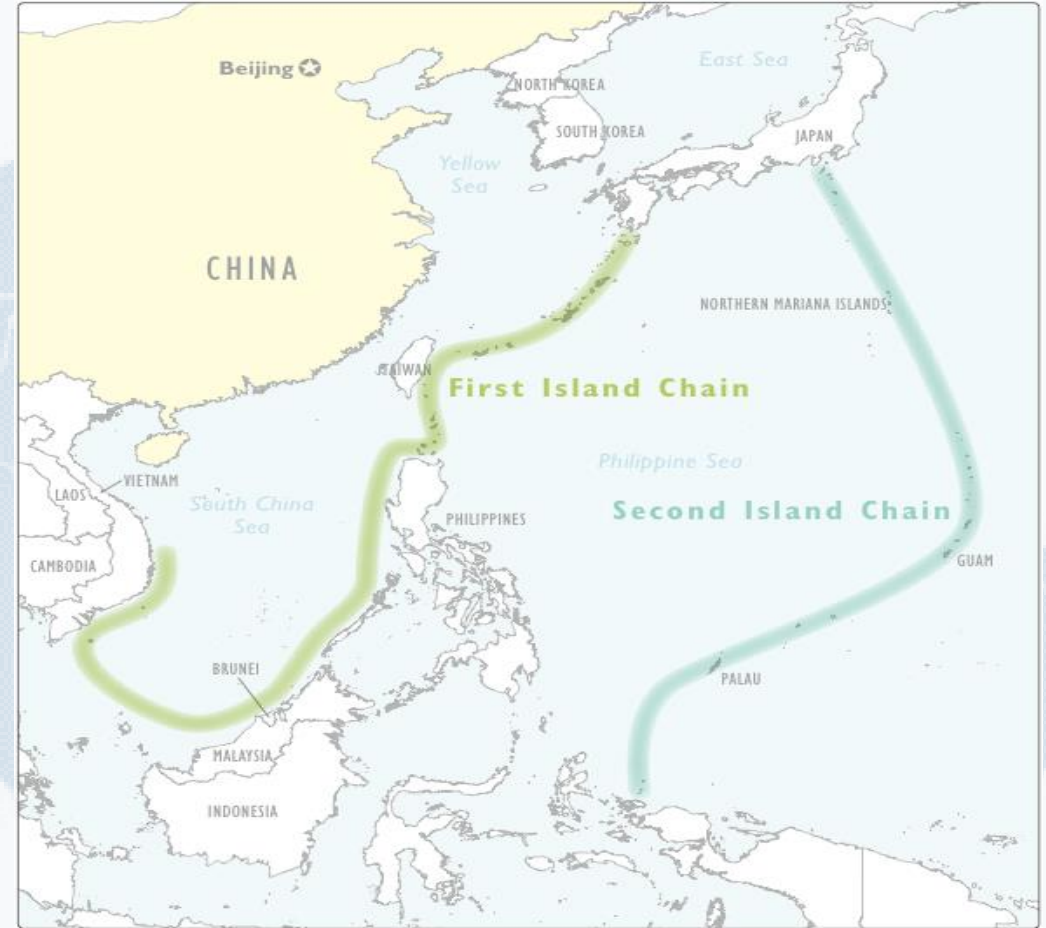 East Sea
Beijing
NORTH KOREA
SOUTH KOREA
JAPAN
Yellow
Sea
CHINA
NORTHERN MARIANA ISLANDS
TAIWAN
First Island Chain
Philippine Sea
VIETNAM
LAOS
South China
Sea
Second Island Chain
PHILIPPINES
CAMBODIA
GUAM
BRUNEI
PALAU
MALAYSIA
INDONESIA